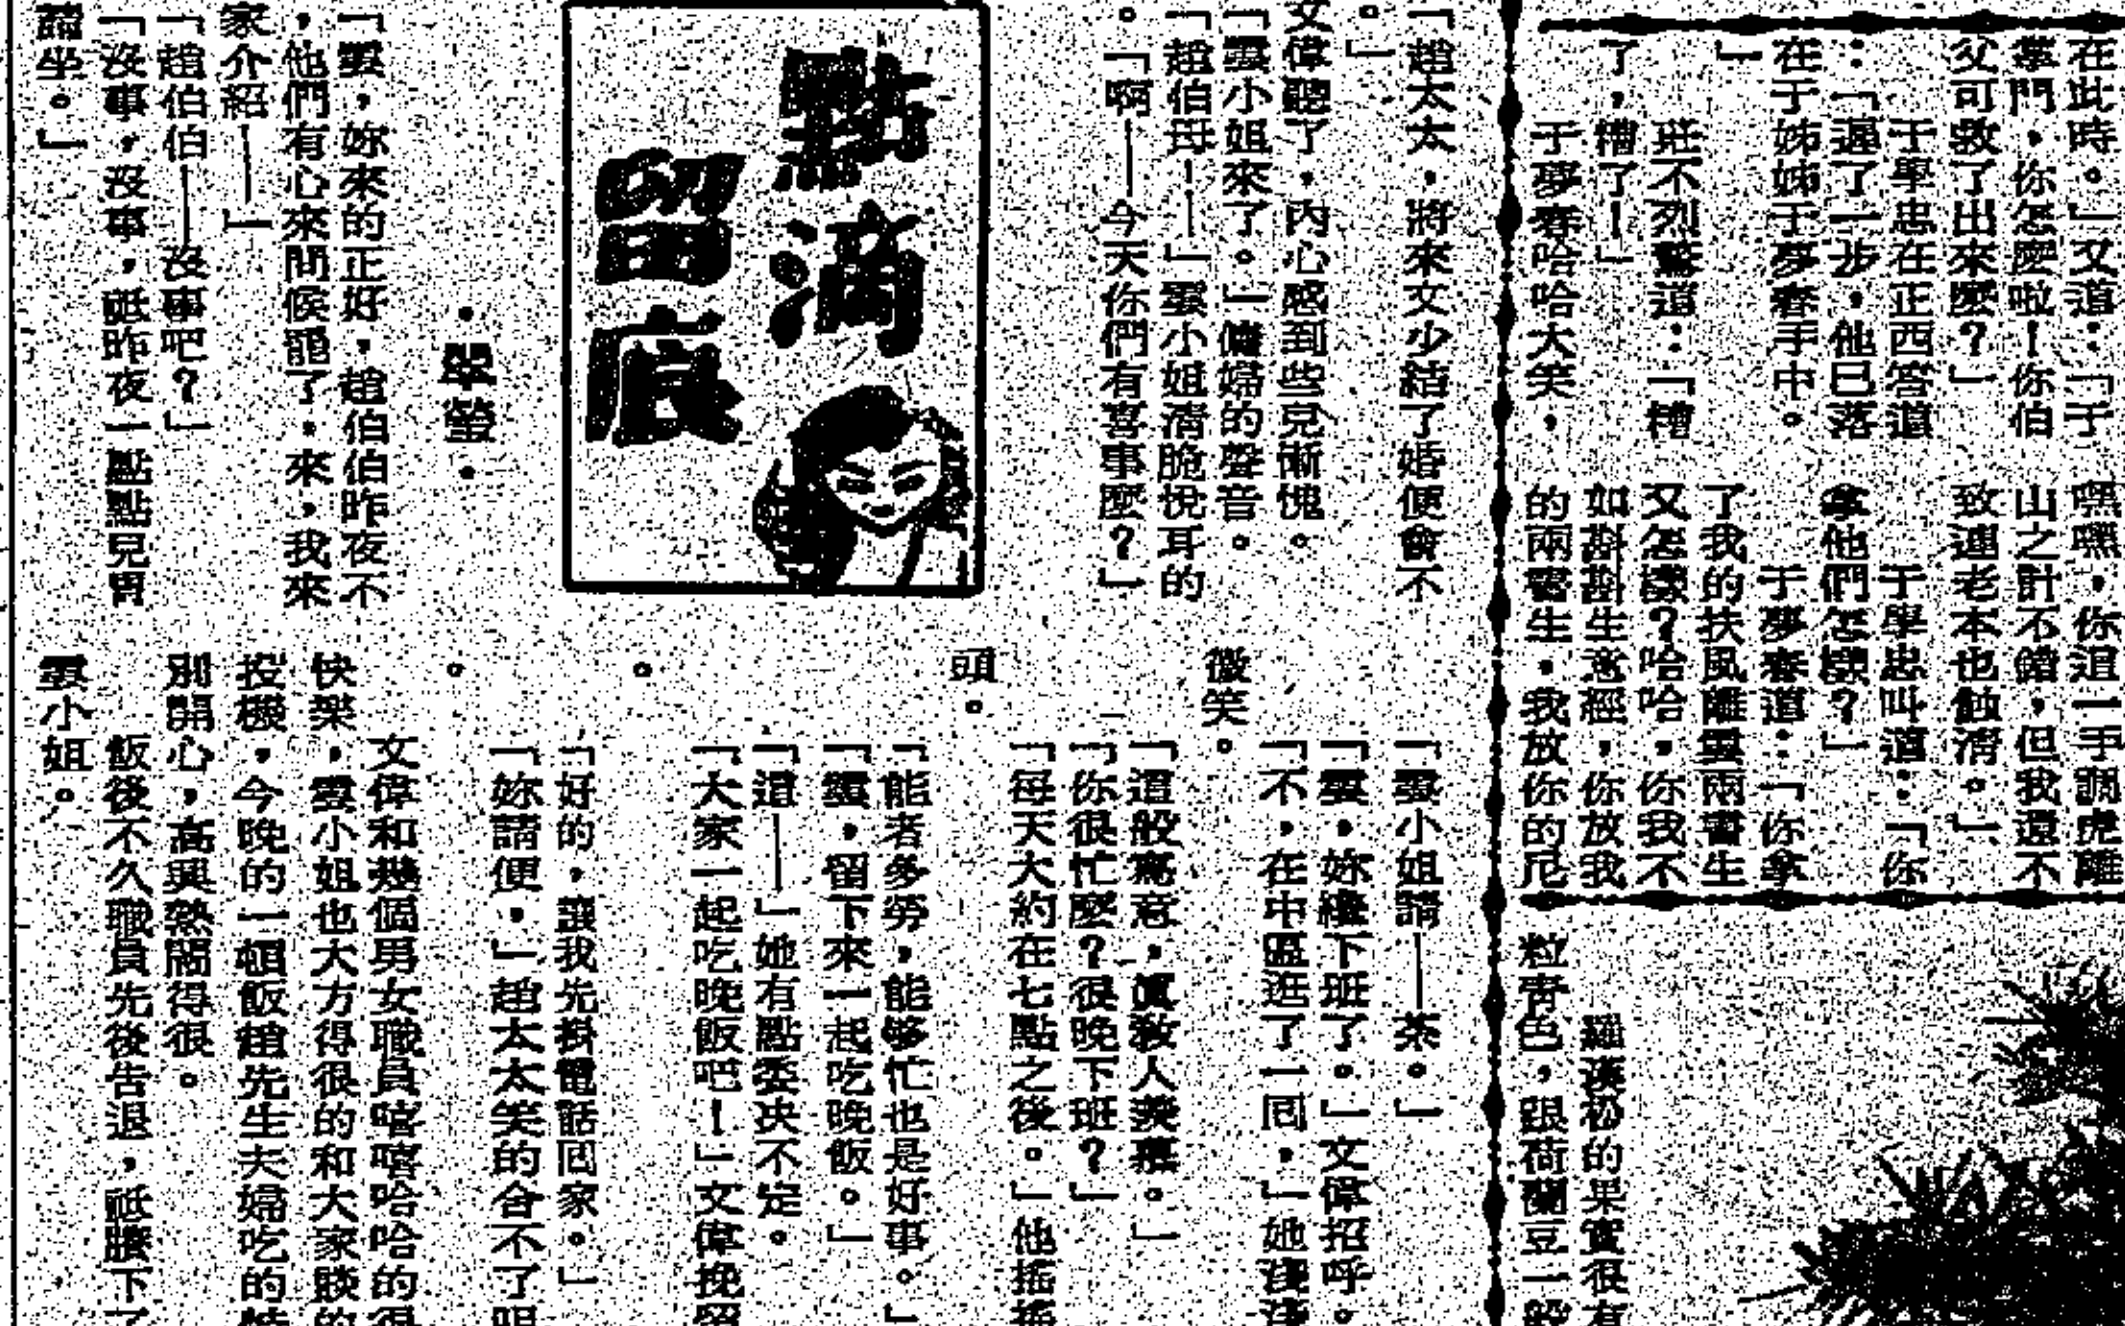 在此時。」又道：「于
掌門，你怎麼啦！你伯
父可救了出來麼？」
于學忠在正西答道
：「遲了一步，他已落
在于姊姊于夢春手中。
」
班不烈驚道：「糟
了，糟了！」
于夢春哈哈大笑，
嘿嘿，你這一手調虎離
山之計不錯，但我還不
致連老本也蝕清。」
于學忠叫道：「你
拿他們怎樣？」
于夢春道：「你拿
了我的扶風離雲兩書生
又怎樣？哈哈，你我不
如斟斟生意經，你放我
的兩書生，我放你的
羅漢松的果實很有
粒青色，跟荷蘭豆一般
「趙太太，將來文少結了婚便會不
。」
文偉聽了，內心感到些兒慚愧。
「雲小姐來了。」傭婦的聲音。
「趙伯母——」雲小姐清脆悅耳的
。「啊——今天你們有喜事麼？」
點滴
留痕
·翠螢·
「雲，妳來的正好，趙伯伯昨夜不
，他們有心來問候罷了。來，我來
家介紹——」
「趙伯伯——沒事吧？」
「沒事，沒事，祗昨夜一點點兒胃
請坐。」
「雲小姐請——茶。」
「雲，妳纔下班了。」文偉招呼。
「不，在中區逛了一回，」她淺淺
微笑。
「這般寫意，眞教人羨慕。」
「你很忙麼？很晚下班？」
「每天大約在七點之後。」他搖搖
頭。
「能者多勞，能够忙也是好事。」
「雲，留下來一起吃晚飯。」
「這——」她有點委决不定。
「大家一起吃晚飯吧！」文偉挽留
。
「好的，讓我先掛電話回家。」
「妳請便，」趙太太笑的合不了咀
。
文偉和幾個男女職員嘻嘻哈哈的很
快樂，雲小姐也大方得很的和大家談的
投機，今晚的一頓飯趙先生夫婦吃的特
別開心，高興熱鬧得很。
飯後不久職員先後告退，祗賸下了
雲小姐。